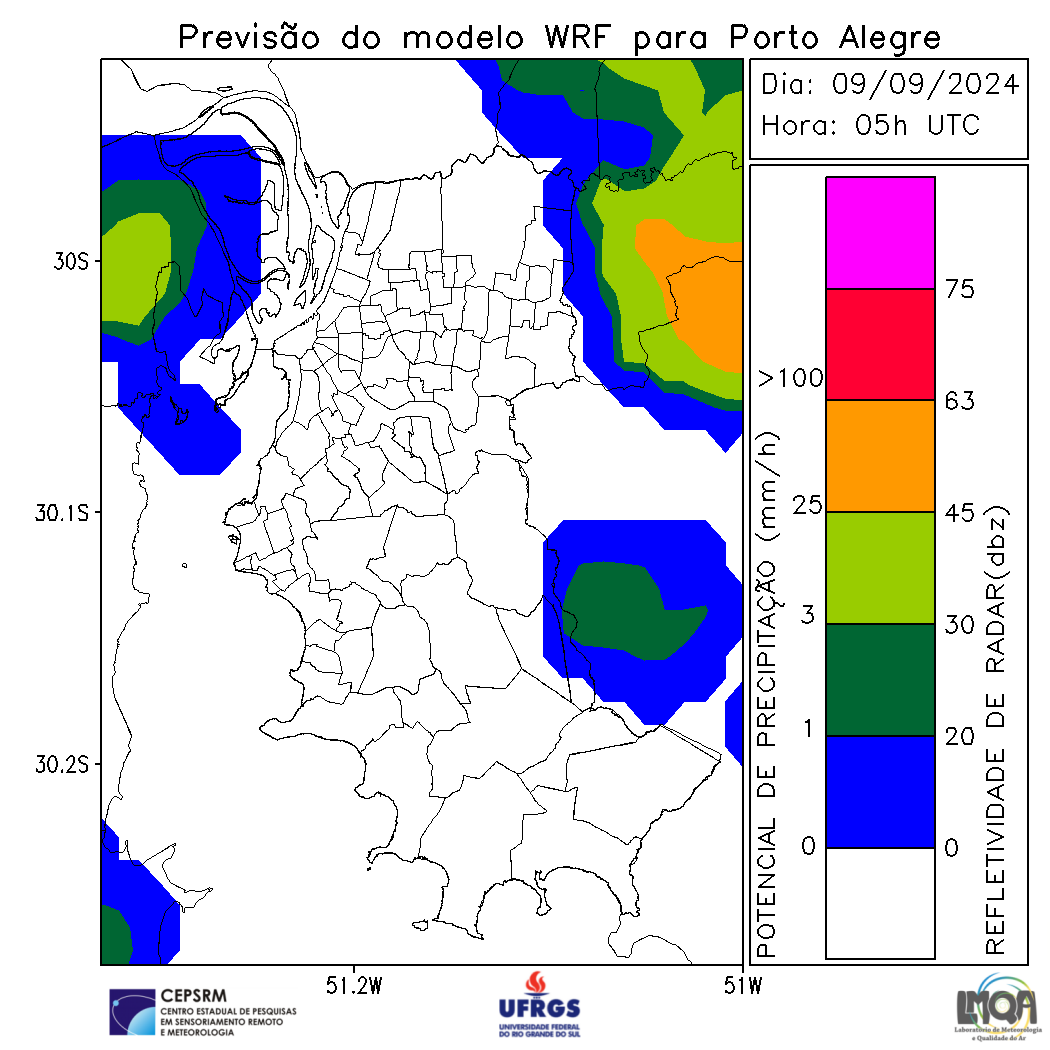 Previsão do modelo WRF para Porto Alegre
Dia: 09/09/2024
Hora: 05h UTC
30S
30.1S
30.2S
51.2W
51W
POTENCIAL DE PRECIPITAÇÃO (mm/h)
>100
25
3
1
0
75
63
45
30
20
0
REFLETIVIDADE DE RADAR(dbz)
CEPSRM
CENTRO ESTADUAL DE PESQUISAS
EM SENSORIAMENTO REMOTO
E METEOROLOGIA
UFRGS
UNIVERSIDADE FEDERAL
DO RIO GRANDE DO SUL
LMQA
Laboratório de Meteorologia
e Qualidade do Ar